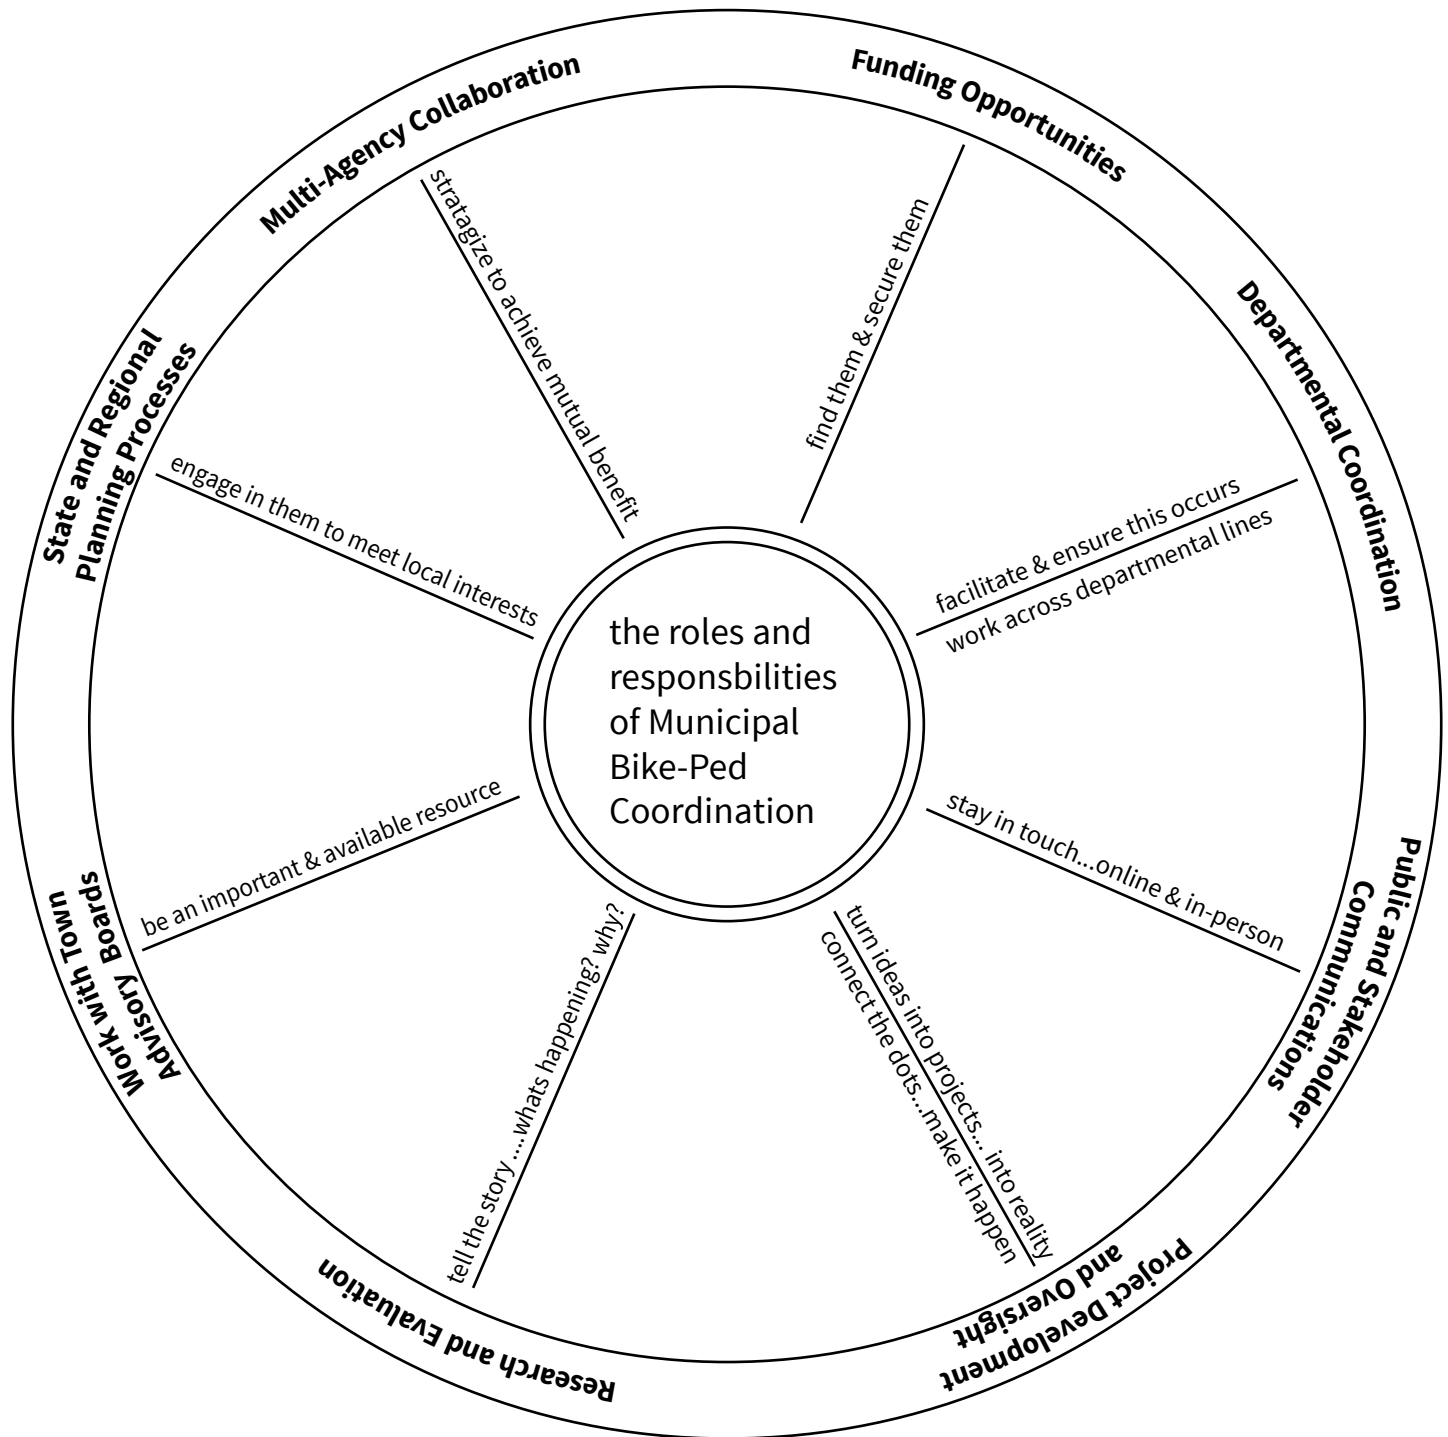 Multi-Agency Collaboration
Funding Opportunities
Departmental Coordination
Public and Stakeholder
Communications
Project Development
and Oversight
Research and Evaluation
Work with Town
Advisory Boards
State and Regional
Planning Processes
stratagize to achieve mutual benefit
find them & secure them
facilitate & ensure this occurs
work across departmental lines
stay in touch...online & in-person
turn ideas into projects... into reality
connect the dots...make it happen
tell the story ....whats happening? why?
be an important & available resource
engage in them to meet local interests
the roles and
responsbilities
of Municipal
Bike-Ped
Coordination